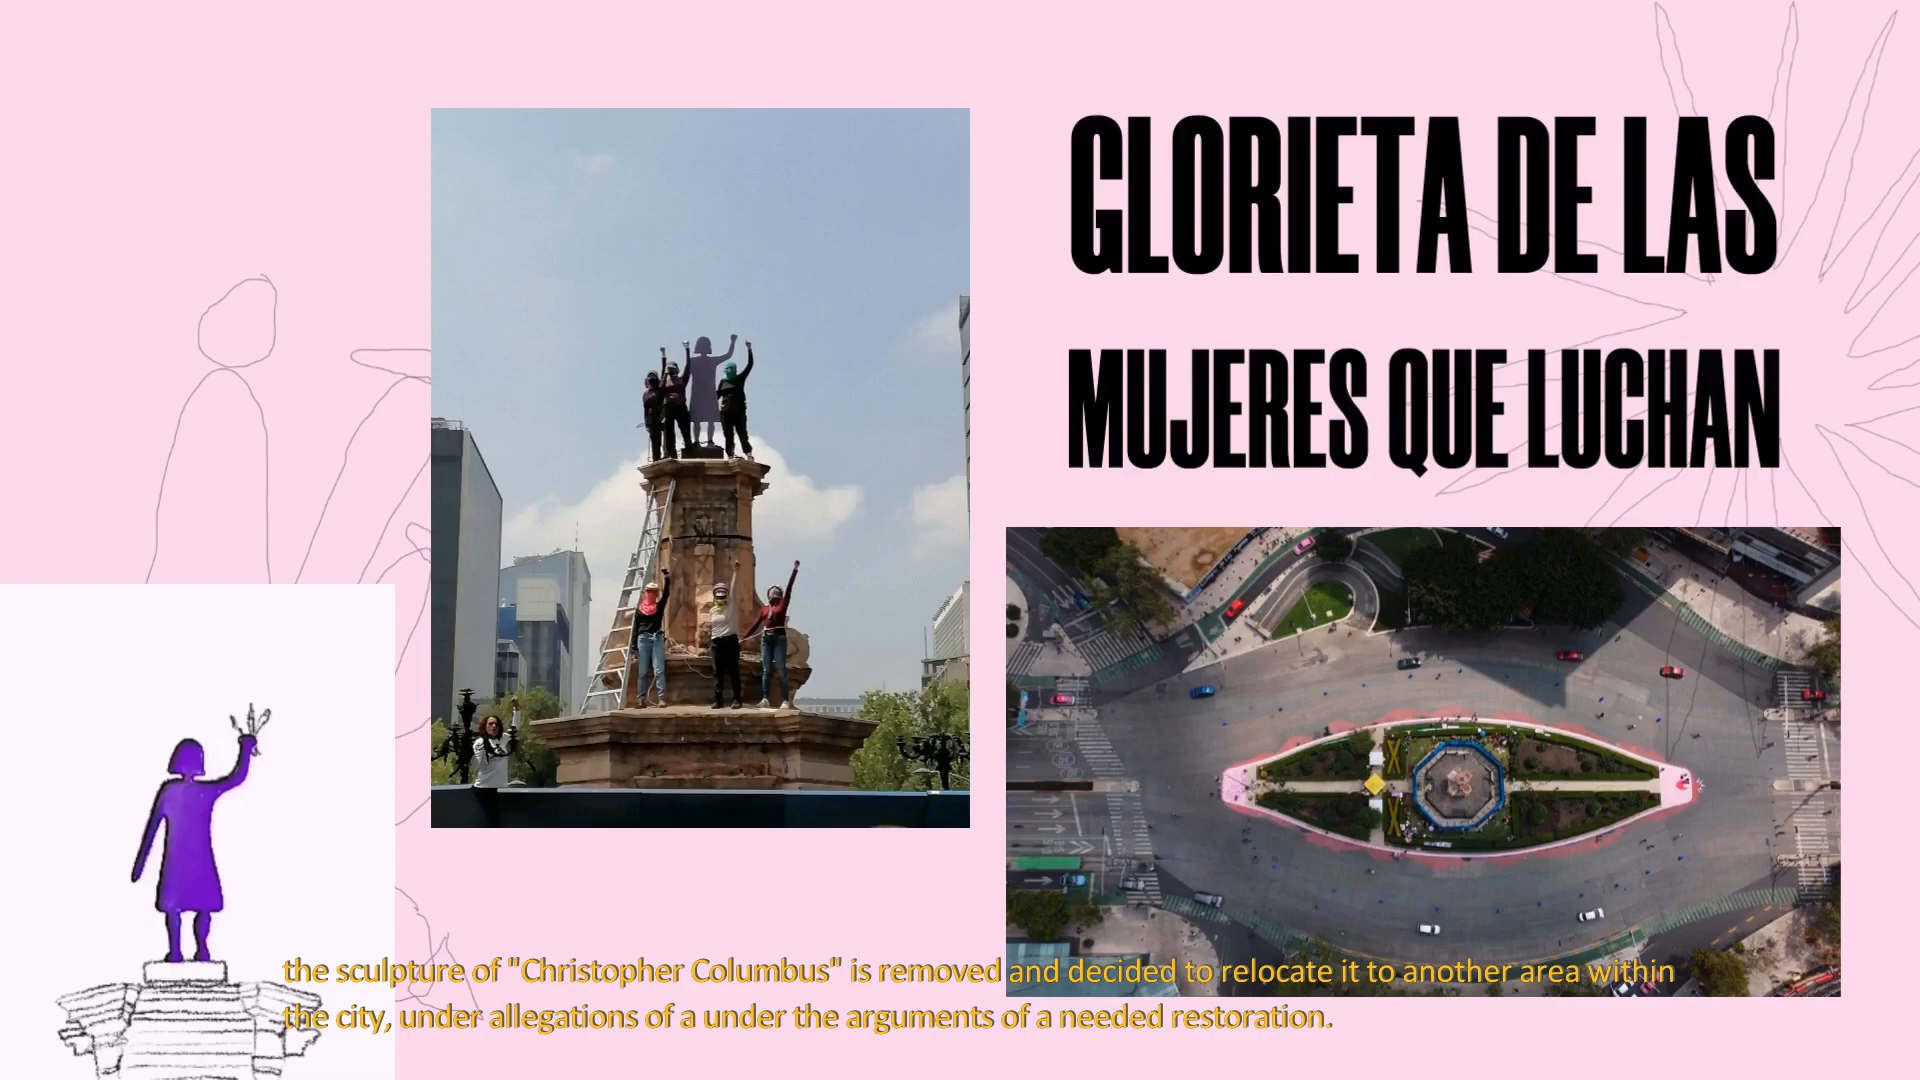 GLORIETA DE LAS
MUJERES QUE LUCHAN
the sculpture of "Christopher Columbus" is removed and decided to relocate it to another area within
the city, under allegations of a under the arguments of a needed restoration.